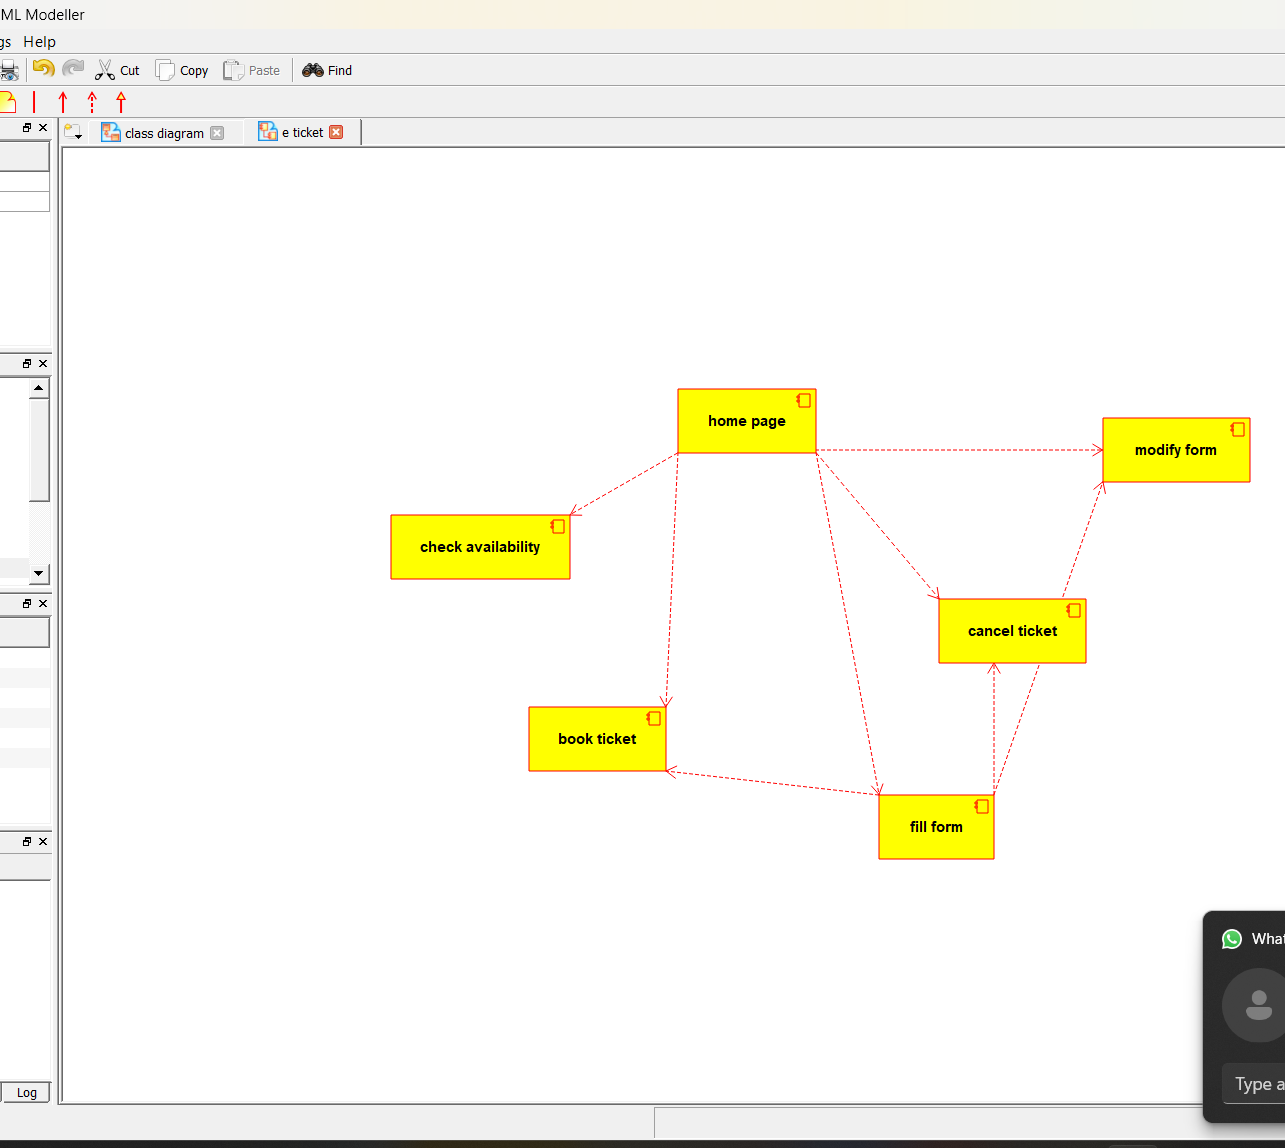 ML Modeller
gs Help
Cut Copy Paste Find
class diagram
e ticket
home page
modify form
check availability
cancel ticket
book ticket
fill form
What
Type a
Log